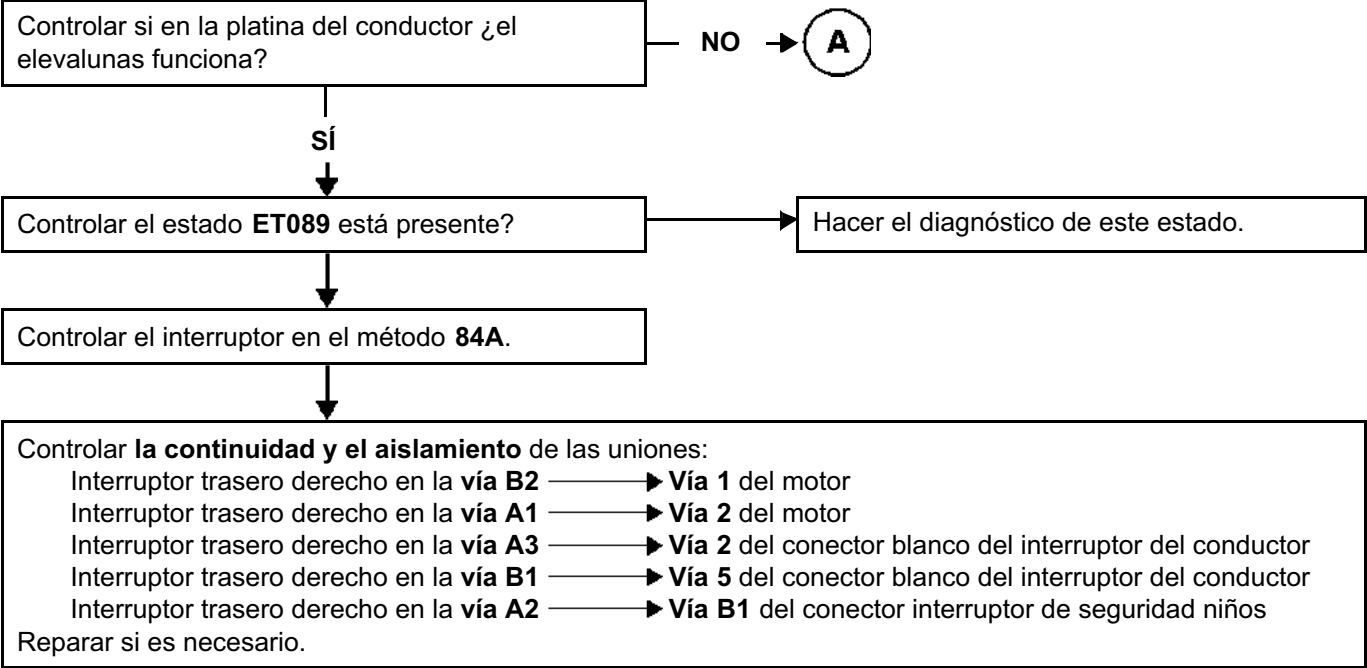 Controlar si en la platina del conductor ¿el
elevalunas funciona?
NO
A
SÍ
Controlar el estado ET089 está presente?
Hacer el diagnóstico de este estado.
Controlar el interruptor en el método 84A.
Controlar la continuidad y el aislamiento de las uniones:
Interruptor trasero derecho en la vía B2 Vía 1 del motor
Interruptor trasero derecho en la vía A1 Vía 2 del motor
Interruptor trasero derecho en la vía A3 Vía 2 del conector blanco del interruptor del conductor
Interruptor trasero derecho en la vía B1 Vía 5 del conector blanco del interruptor del conductor
Interruptor trasero derecho en la vía A2 Vía B1 del conector interruptor de seguridad niños
Reparar si es necesario.